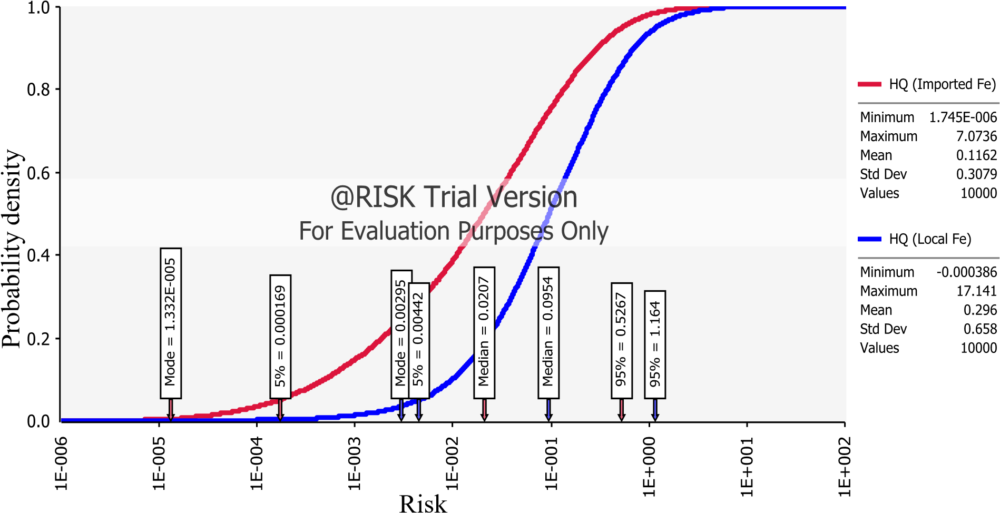 1.0
0.8
0.6
0.4
0.2
0.0
Probability density
@RISK Trial Version
For Evaluation Purposes Only
Mode = 1.332E-005
5% = 0.000169
Mode = 0.00295
5% = 0.00442
Median = 0.0207
Median = 0.0954
95% = 0.5267
95% = 1.164
1E-006
1E-005
1E-004
1E-003
1E-002
1E-001
1E+000
1E+001
1E+002
Risk
HQ (Imported Fe)
Minimum 1.745E-006
Maximum 7.0736
Mean 0.1162
Std Dev 0.3079
Values 10000
HQ (Local Fe)
Minimum -0.000386
Maximum 17.141
Mean 0.296
Std Dev 0.658
Values 10000